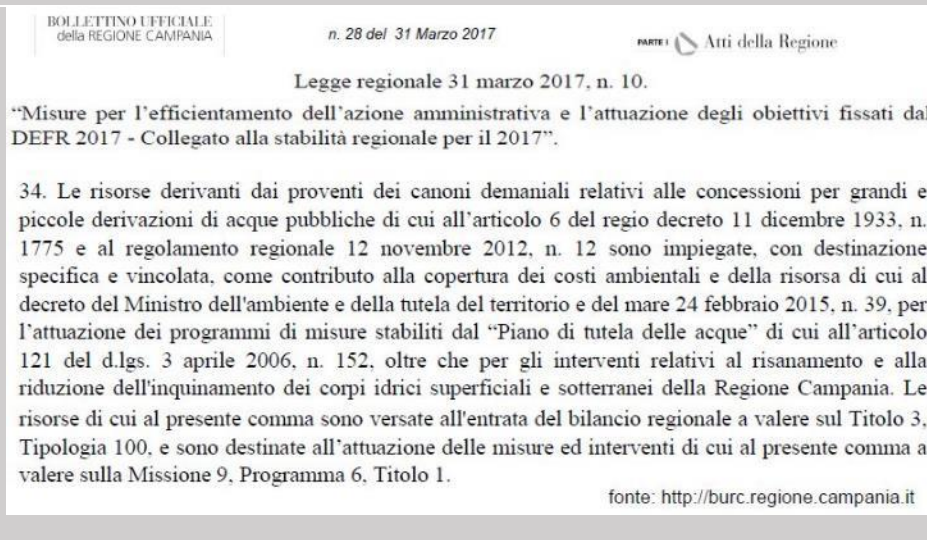 BOLLETTINO UFFICIALE
della REGIONE CAMPANIA
n. 28 del 31 Marzo 2017
PARTE I Atti della Regione
Legge regionale 31 marzo 2017, n. 10.
“Misure per l’efficientamento dell’azione amministrativa e l’attuazione degli obiettivi fissati dal
DEFR 2017 - Collegato alla stabilità regionale per il 2017”.
34. Le risorse derivanti dai proventi dei canoni demaniali relativi alle concessioni per grandi e
piccole derivazioni di acque pubbliche di cui all’articolo 6 del regio decreto 11 dicembre 1933, n.
1775 e al regolamento regionale 12 novembre 2012, n. 12 sono impiegate, con destinazione
specifica e vincolata, come contributo alla copertura dei costi ambientali e della risorsa di cui al
decreto del Ministro dell'ambiente e della tutela del territorio e del mare 24 febbraio 2015, n. 39, per
l’attuazione dei programmi di misure stabiliti dal “Piano di tutela delle acque” di cui all’articolo
121 del d.lgs. 3 aprile 2006, n. 152, oltre che per gli interventi relativi al risanamento e alla
riduzione dell'inquinamento dei corpi idrici superficiali e sotterranei della Regione Campania. Le
risorse di cui al presente comma sono versate all'entrata del bilancio regionale a valere sul Titolo 3,
Tipologia 100, e sono destinate all’attuazione delle misure ed interventi di cui al presente comma a
valere sulla Missione 9, Programma 6, Titolo 1.
fonte: http://burc.regione.campania.it